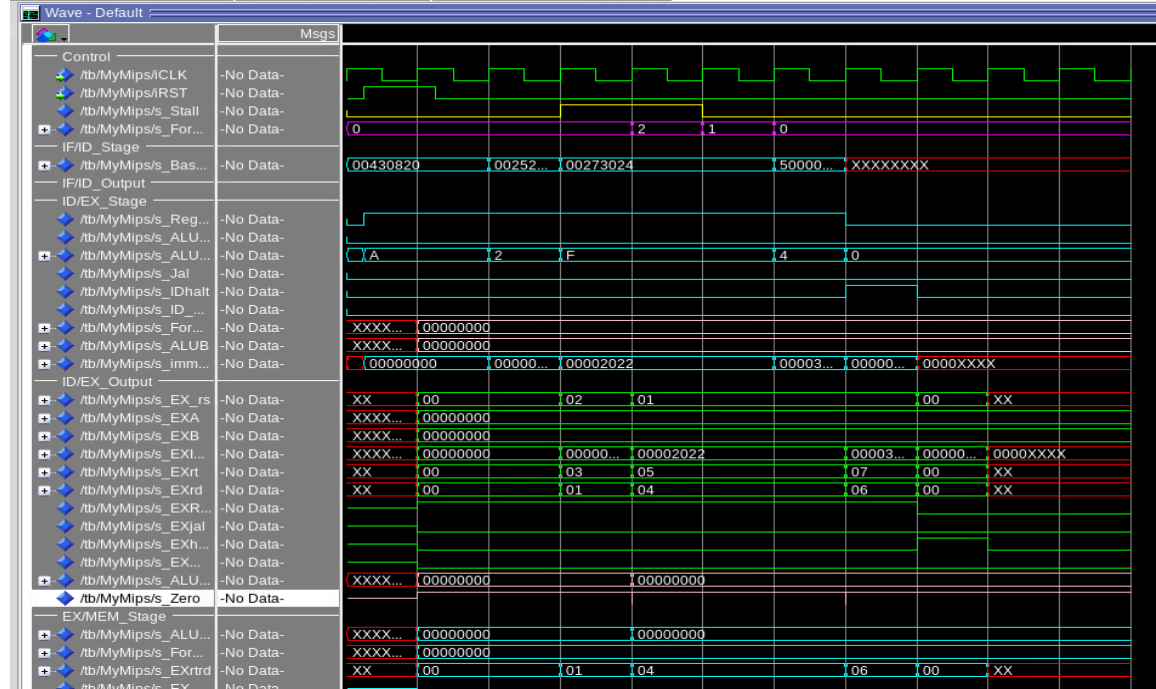 Wave - Default
Msgs
Control
/tb/MyMips/iCLK -No Data-
/tb/MyMips/iRST -No Data-
/tb/MyMips/s_Stall -No Data-
/tb/MyMips/s_For... -No Data- 0 2 1 0
IF/ID_Stage
/tb/MyMips/s_Bas... -No Data- 00430820 00252... 00273024 50000... XXXXXXXX
IF/ID_Output
ID/EX_Stage
/tb/MyMips/s_Reg... -No Data-
/tb/MyMips/s_ALU... -No Data-
/tb/MyMips/s_ALU... -No Data- A 2 F 4 0
/tb/MyMips/s_Jal -No Data-
/tb/MyMips/s_IDhalt -No Data-
/tb/MyMips/s_ID_... -No Data-
/tb/MyMips/s_For... -No Data- XXXX... 00000000
/tb/MyMips/s_ALUB -No Data- XXXX... 00000000
/tb/MyMips/s_imm... -No Data- 00000000 00000... 00002022 00003... 00000... 0000XXXX
ID/EX_Output
/tb/MyMips/s_EX_rs -No Data- XX 00 02 01 00 XX
/tb/MyMips/s_EXA -No Data- XXXX... 00000000
/tb/MyMips/s_EXB -No Data- XXXX... 00000000
/tb/MyMips/s_EXI... -No Data- XXXX... 00000000 00000... 00002022 00003... 00000... 0000XXXX
/tb/MyMips/s_EXrt -No Data- XX 00 03 05 07 00 XX
/tb/MyMips/s_EXrd -No Data- XX 00 01 04 06 00 XX
/tb/MyMips/s_EXR... -No Data-
/tb/MyMips/s_EXjal -No Data-
/tb/MyMips/s_EXh... -No Data-
/tb/MyMips/s_EX... -No Data-
/tb/MyMips/s_ALU... -No Data- XXXX... 00000000 00000000
/tb/MyMips/s_Zero -No Data-
EX/MEM_Stage
/tb/MyMips/s_ALU... -No Data- XXXX... 00000000 00000000
/tb/MyMips/s_For... -No Data- XXXX... 00000000
/tb/MyMips/s_EXrtrd -No Data- XX 00 01 04 06 00 XX